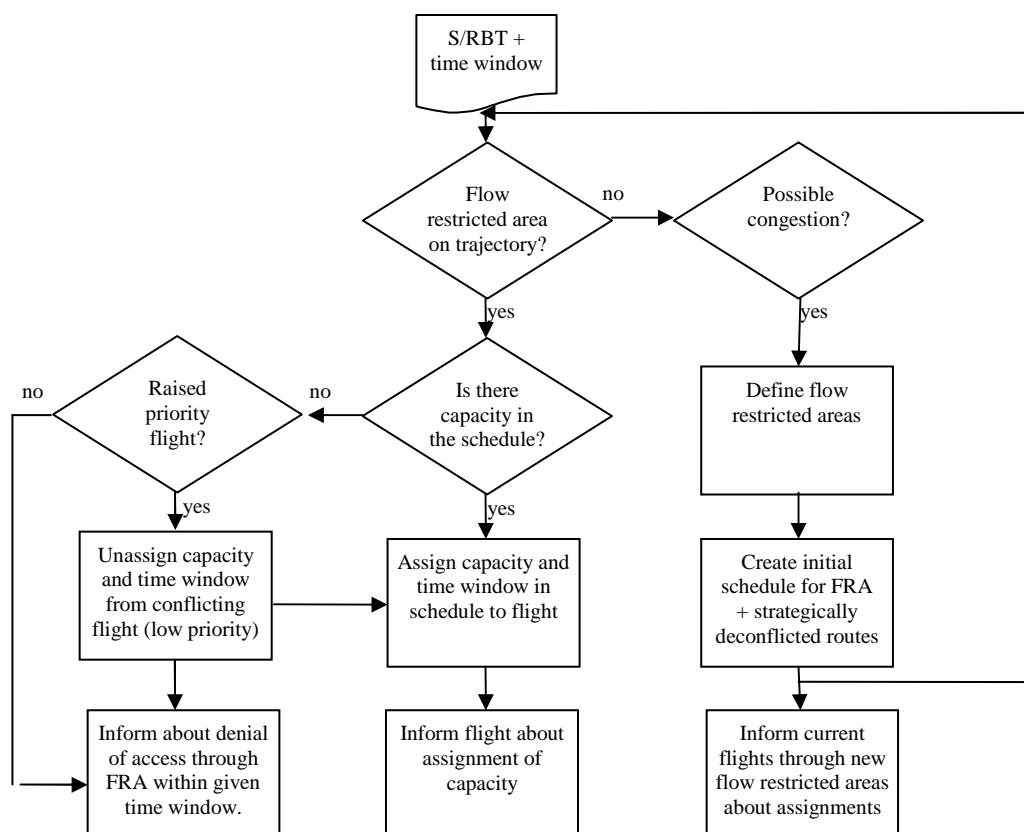 S/RBT +
time window
Flow
restricted area
on trajectory?
no
Possible
congestion?
yes
yes
no
Raised
priority
flight?
no
Is there
capacity in
the schedule?
Define flow
restricted areas
yes
yes
Unassign capacity
and time window
from conflicting
flight (low priority)
Assign capacity and
time window in
schedule to flight
Create initial
schedule for FRA
+ strategically
deconflicted routes
Inform about denial
of access through
FRA within given
time window.
Inform flight about
assignment of
capacity
Inform current
flights through new
flow restricted areas
about assignments